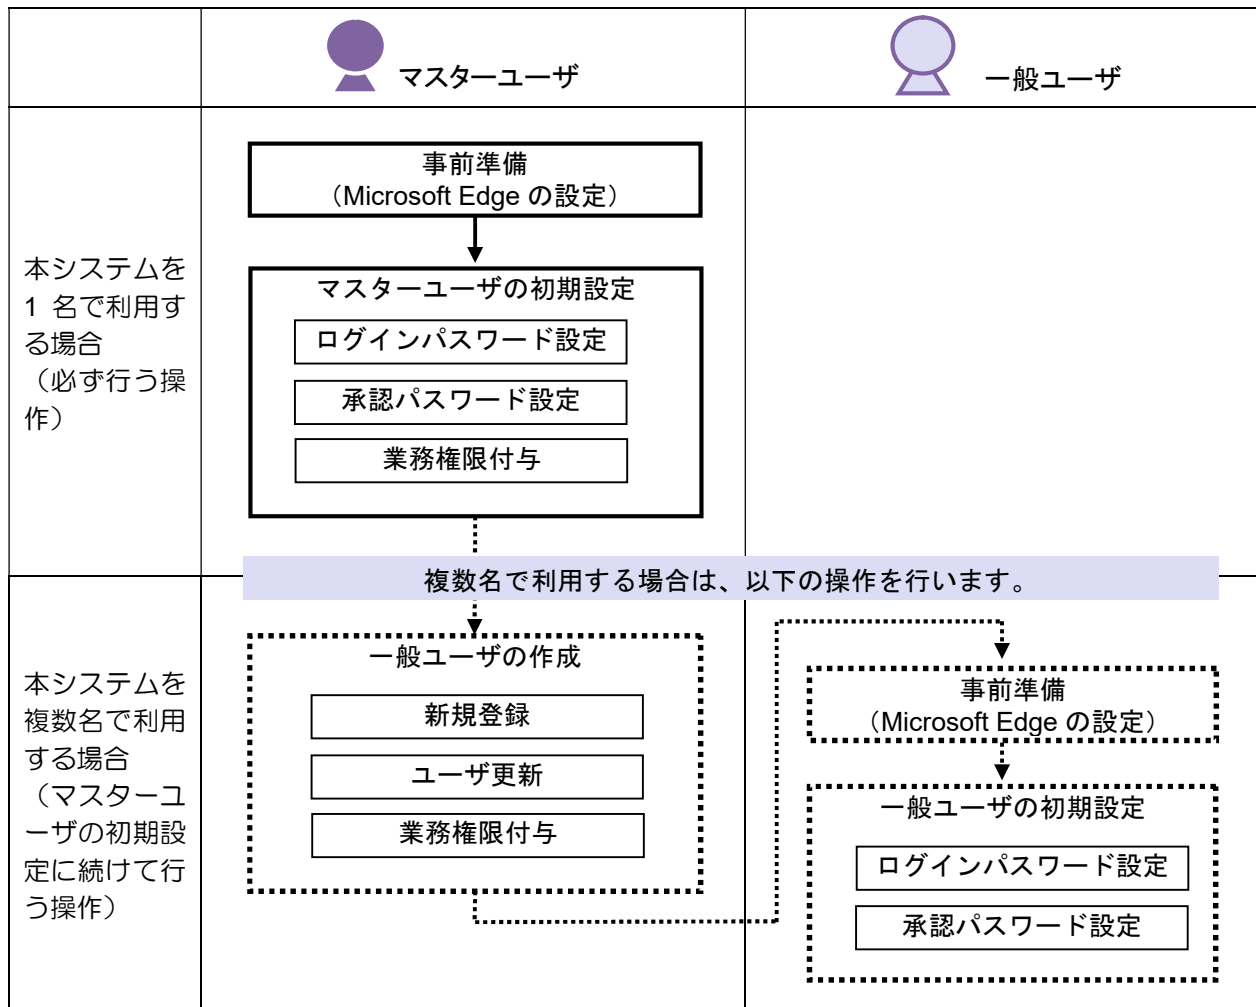 マスターユーザ
一般ユーザ
本システムを
1 名で利用す
る場合
（必ず行う操
作）
事前準備
（Microsoft Edge の設定）
マスターユーザの初期設定
ログインパスワード設定
承認パスワード設定
業務権限付与
複数名で利用する場合は、以下の操作を行います。
本システムを
複数名で利用
する場合
（マスターユ
ーザの初期設
定に続けて行
う操作）
一般ユーザの作成
新規登録
ユーザ更新
業務権限付与
事前準備
（Microsoft Edge の設定）
一般ユーザの初期設定
ログインパスワード設定
承認パスワード設定